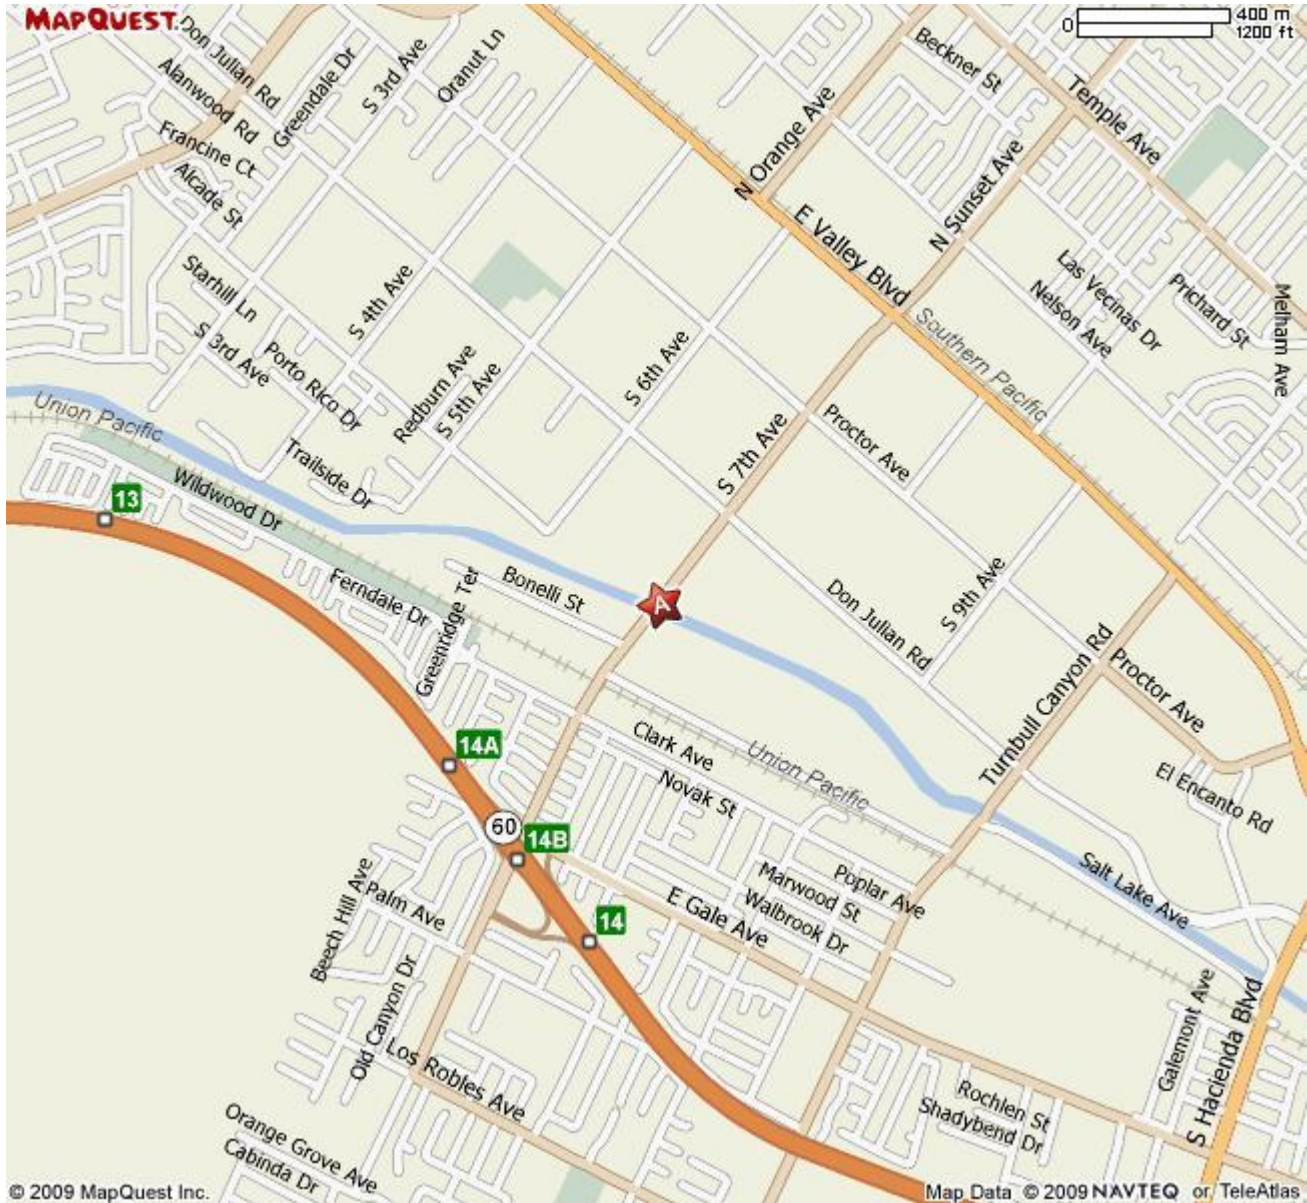 MAPQUEST.
0
400 m
1200 ft
Don Julian Rd
Alanwood Rd
Greendale Dr
S 3rd Ave
Oranut Ln
Francine Ct
Alcade St
Beckner St
Temple Ave
N Orange Ave
N Sunset Ave
E Valley Blvd
Las Vecinas Dr
Nelson Ave
Prichard St
Melham Ave
Starhill Ln
S 4th Ave
S 3rd Ave
Porto Rico Dr
Redburn Ave
S 5th Ave
S 6th Ave
Southern Pacific
S 7th Ave
Proctor Ave
Union Pacific
Trailside Dr
Wildwood Dr
13
Ferndale Dr
Greenridge Ter
Bonelli St
A
Don Julian Rd
S 9th Ave
Turnbull Canyon Rd
Proctor Ave
14A
Clark Ave
Union Pacific
Novak St
El Encanto Rd
60
14B
Beech Hill Ave
Palm Ave
14
E Gale Ave
Marwood St
Poplar Ave
Walbrook Dr
Salt Lake Ave
Old Canyon Dr
Los Robles Ave
Galemont Ave
S Hacienda Blvd
Rochlen St
Shadybend Dr
Orange Grove Ave
Cabinda Dr
© 2009 MapQuest Inc.
Map Data © 2009 NAVTEQ or TeleAtlas